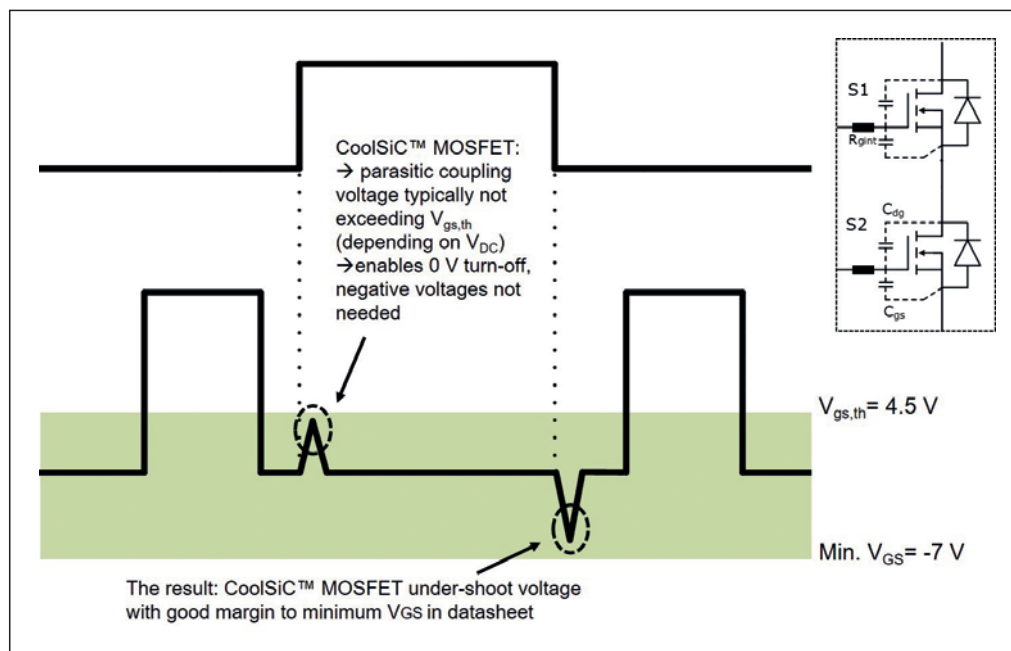 CoolSiC™ MOSFET:
→ parasitic coupling
voltage typically not
exceeding Vgs,th
(depending on VDC)
→enables 0 V turn-off,
negative voltages not
needed
S1
Rgint
S2
Cdg
Cgs
Vgs,th= 4.5 V
Min. VGS= -7 V
The result: CoolSiC™ MOSFET under-shoot voltage
with good margin to minimum VGS in datasheet